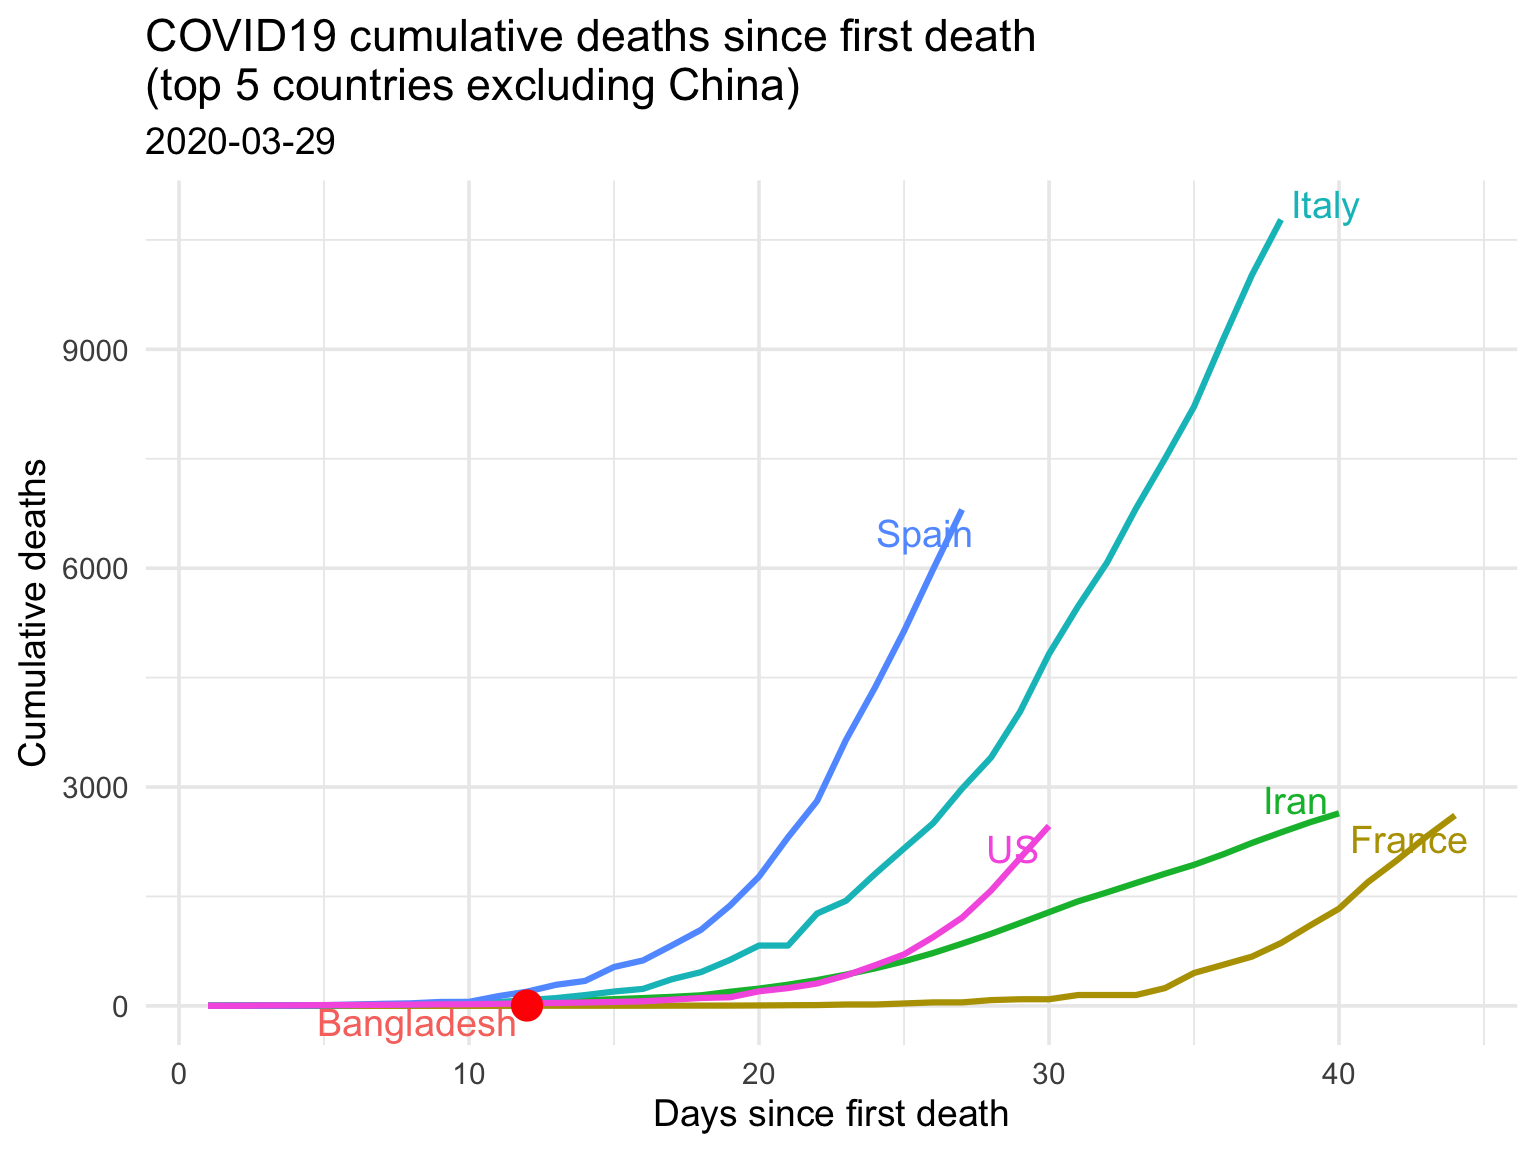 COVID19 cumulative deaths since first death
(top 5 countries excluding China)
2020-03-29
Italy
9000
Spain
6000
Cumulative deaths
3000
Iran
US
France
0
Bangladesh
0 10 20 30 40
Days since first death